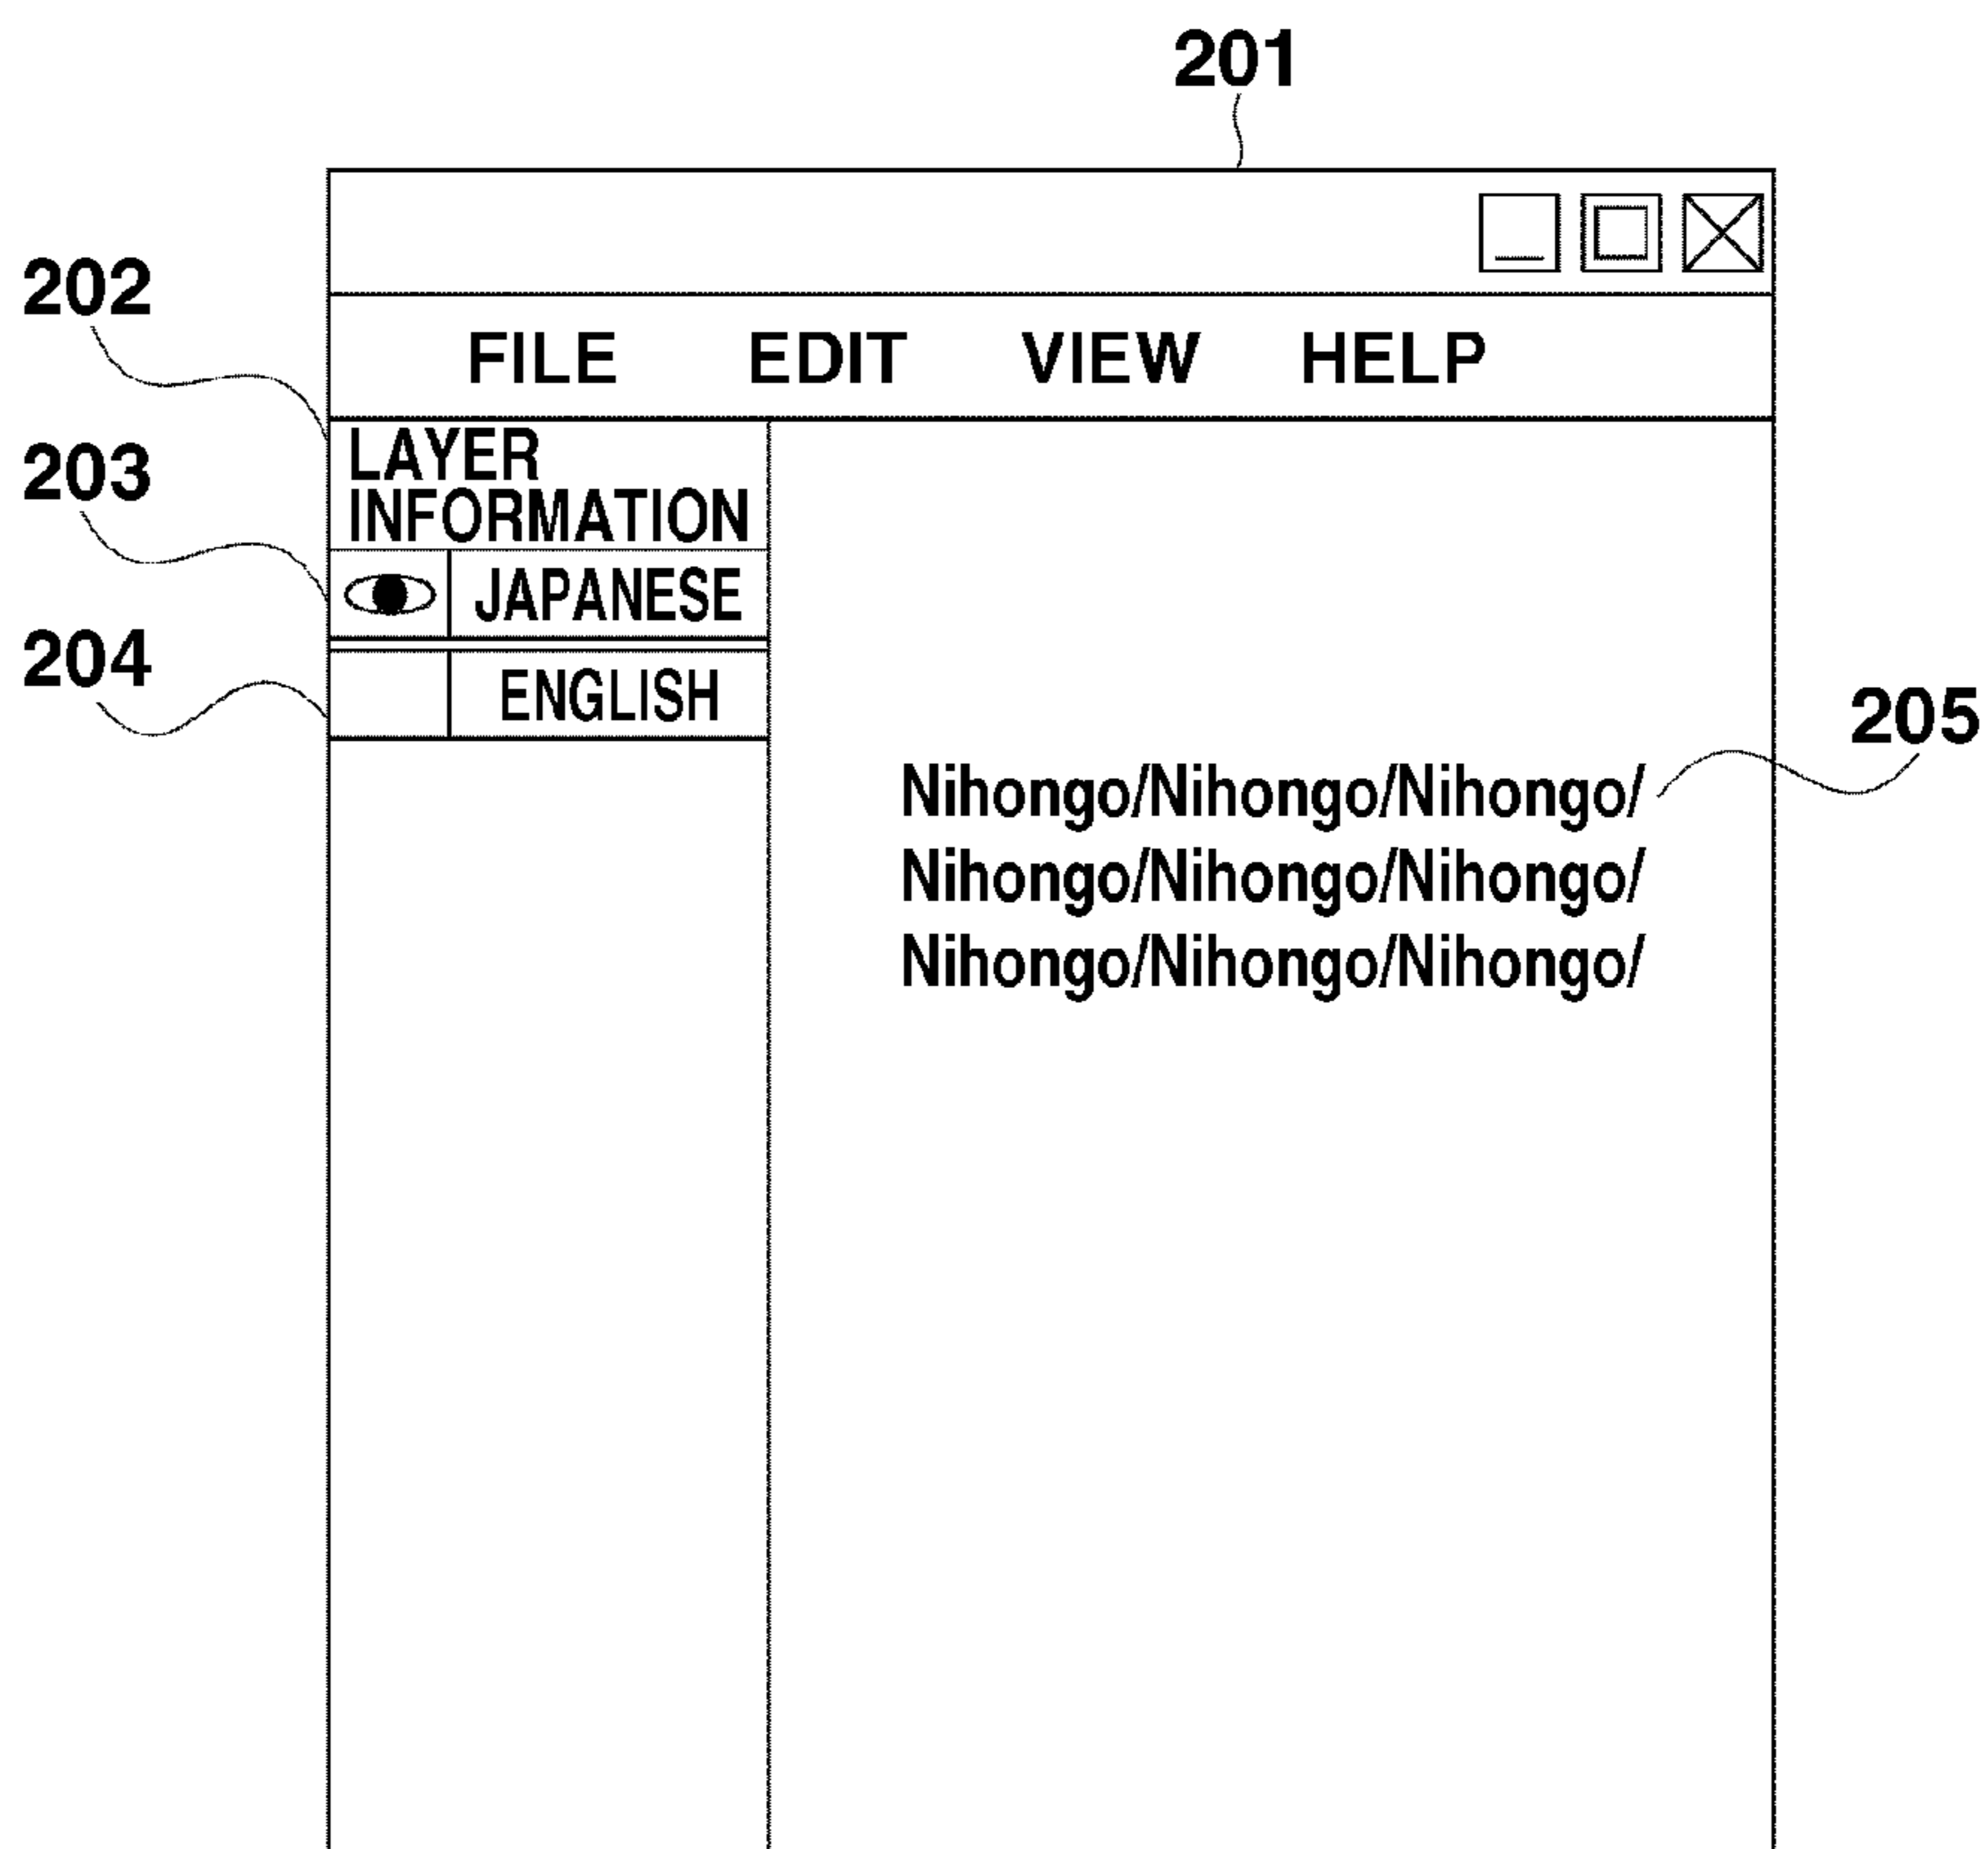 201
FILE EDIT VIEW HELP
202
LAYER
INFORMATION
203
JAPANESE
204
ENGLISH
205
Nihongo/Nihongo/Nihongo/
Nihongo/Nihongo/Nihongo/
Nihongo/Nihongo/Nihongo/